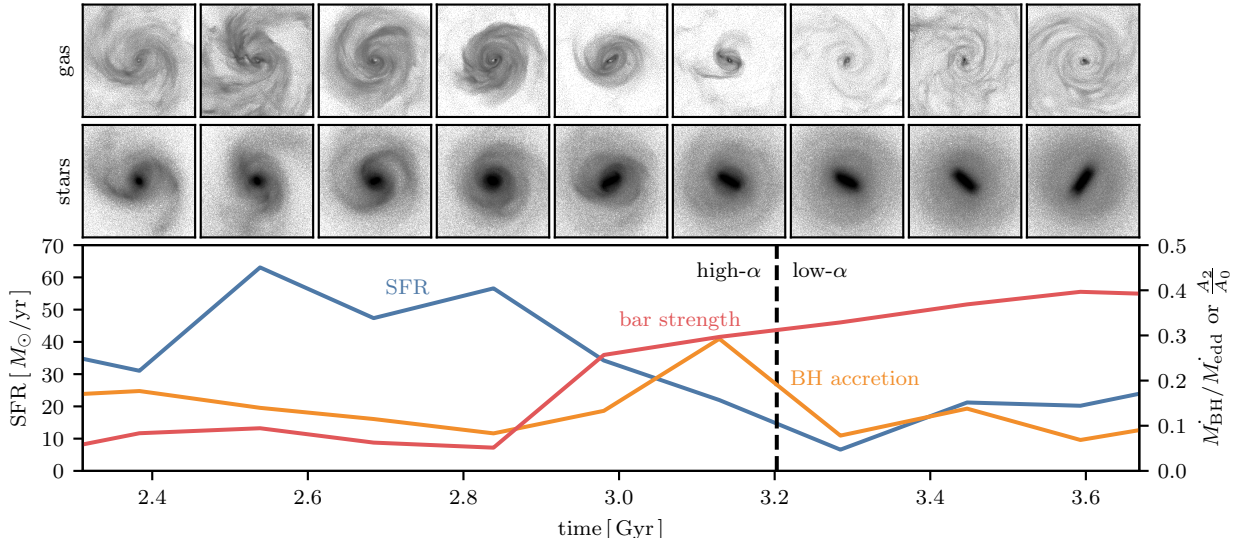 gas
stars
70
60
50
40
30
20
10
0
SFR [M⊙/yr]
SFR
bar strength
BH accretion
high-α
low-α
0.5
0.4
0.3
0.2
0.1
0.0
Ṁ_BH/Ṁ_edd or A₂/A₀
2.4 2.6 2.8 3.0 3.2 3.4 3.6
time [Gyr]